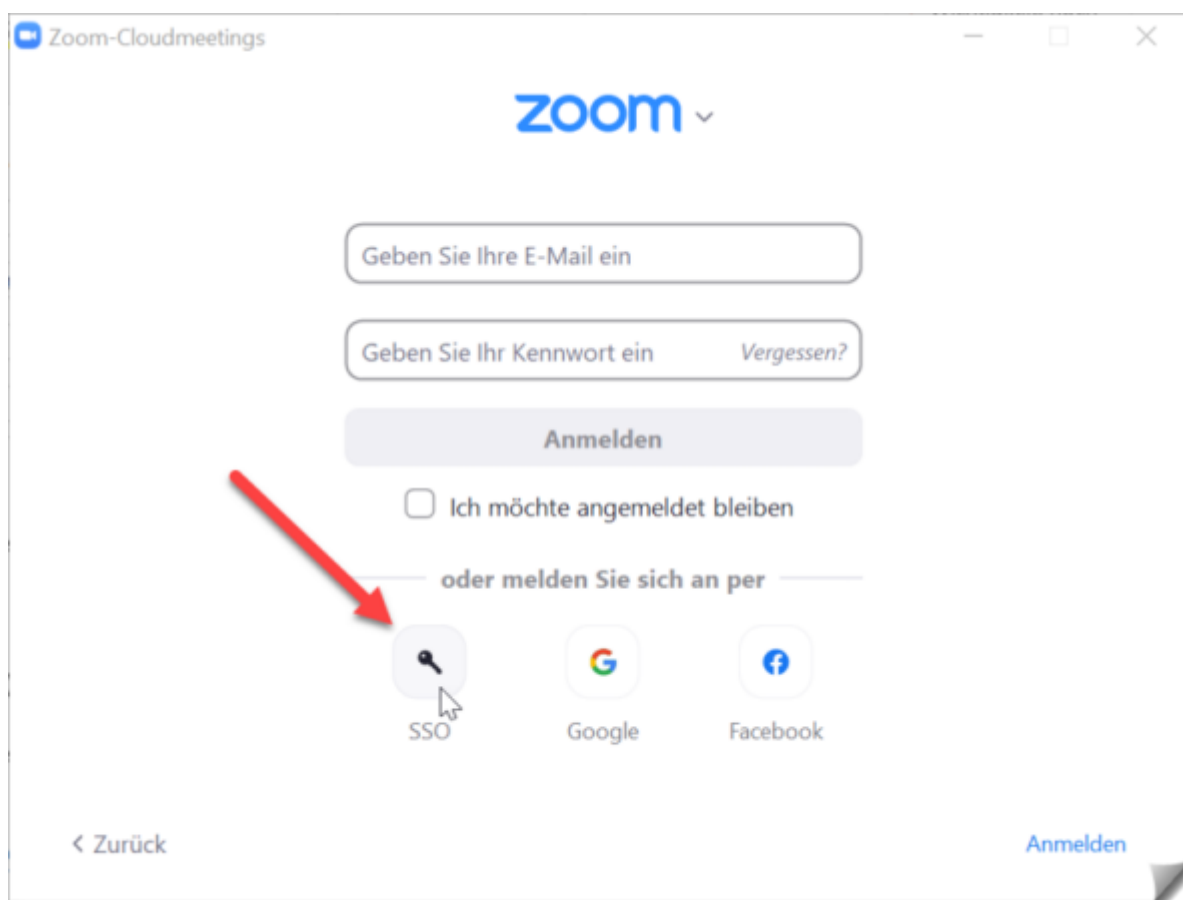 Zoom-Cloudmeetings
zoom
Geben Sie Ihre E-Mail ein
Geben Sie Ihr Kennwort ein Vergessen?
Anmelden
Ich möchte angemeldet bleiben
oder melden Sie sich an per
SSO Google Facebook
Zurück Anmelden